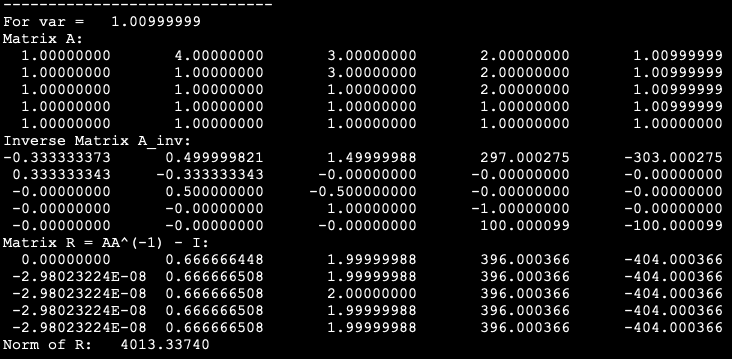 ------------------------------
For var =   1.00999999
Matrix A:
1.00000000 4.00000000 3.00000000 2.00000000 1.00999999
1.00000000 1.00000000 3.00000000 2.00000000 1.00999999
1.00000000 1.00000000 1.00000000 2.00000000 1.00999999
1.00000000 1.00000000 1.00000000 1.00000000 1.00999999
1.00000000 1.00000000 1.00000000 1.00000000 1.00000000
Inverse Matrix A_inv:
-0.333333373 0.499999821 1.49999988 297.000275 -303.000275
0.333333343 -0.333333343 -0.00000000 -0.00000000 -0.00000000
-0.00000000 0.500000000 -0.500000000 -0.00000000 -0.00000000
-0.00000000 -0.00000000 1.00000000 -1.00000000 -0.00000000
-0.00000000 -0.00000000 -0.00000000 100.000099 -100.000099
Matrix R = AA^(-1) - I:
0.00000000 0.666666448 1.99999988 396.000366 -404.000366
-2.98023224E-08 0.666666508 1.99999988 396.000366 -404.000366
-2.98023224E-08 0.666666508 2.00000000 396.000366 -404.000366
-2.98023224E-08 0.666666508 1.99999988 396.000366 -404.000366
-2.98023224E-08 0.666666508 1.99999988 396.000366 -404.000366
Norm of R:   4013.33740